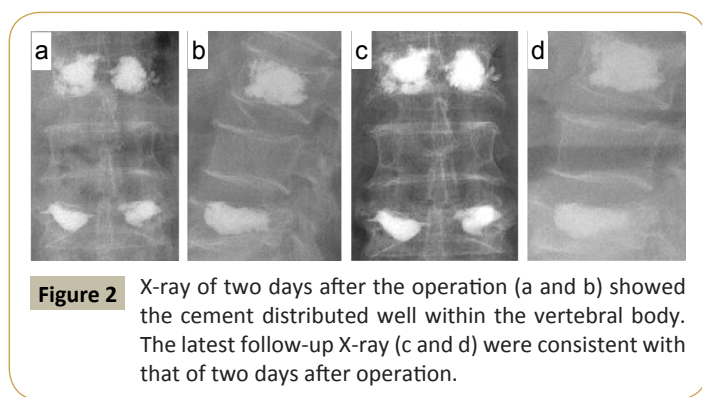 a b c d
Figure 2 X-ray of two days after the operation (a and b) showed
the cement distributed well within the vertebral body.
The latest follow-up X-ray (c and d) were consistent with
that of two days after operation.